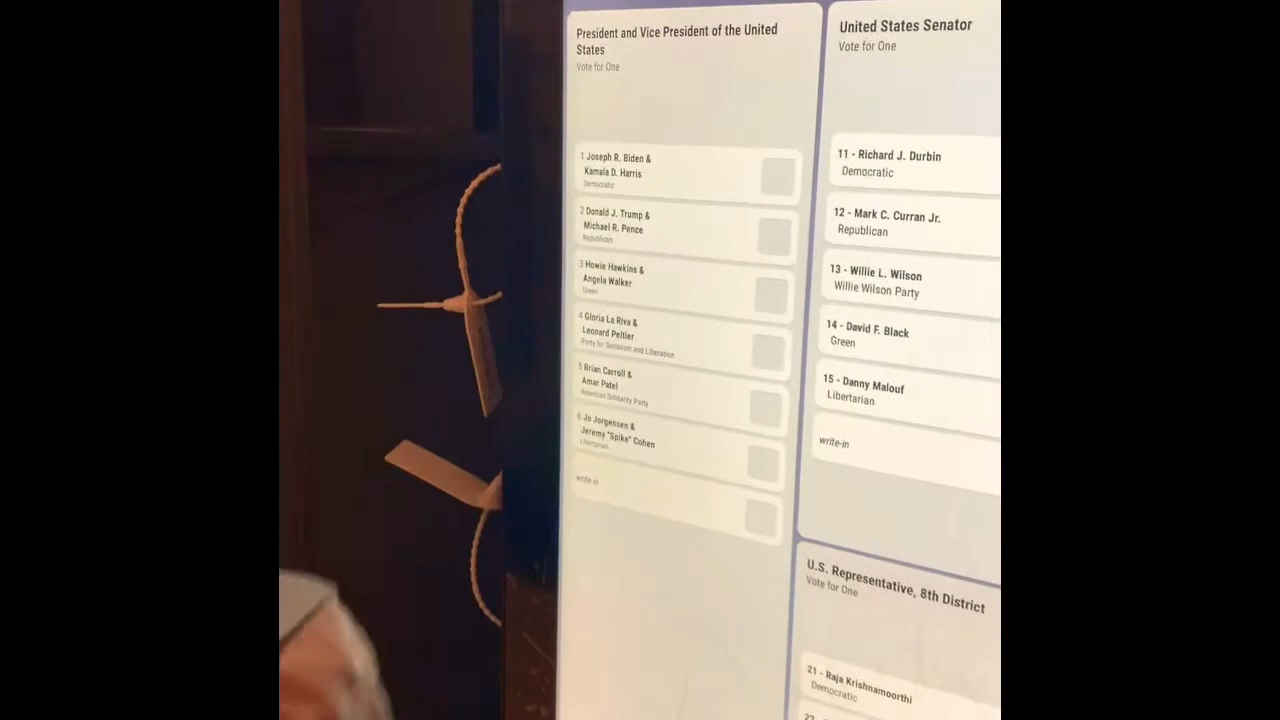 President and Vice President of the United
States
Vote for One
1 Joseph R. Biden &
Kamala D. Harris
Democratic
2 Donald J. Trump &
Michael R. Pence
Republican
3 Howie Hawkins &
Angela Walker
Green
4 Gloria La Riva &
Leonard Peltier
Party for Socialism and Liberation
5 Brian Carroll &
Amar Patel
American Solidarity Party
6 Jo Jorgensen &
Jeremy "Spike" Cohen
Libertarian
write-in
United States Senator
Vote for One
11 - Richard J. Durbin
Democratic
12 - Mark C. Curran Jr.
Republican
13 - Willie L. Wilson
Willie Wilson Party
14 - David F. Black
Green
15 - Danny Malouf
Libertarian
write-in
U.S. Representative, 8th District
Vote for One
21 - Raja Krishnamoorthi
Democratic